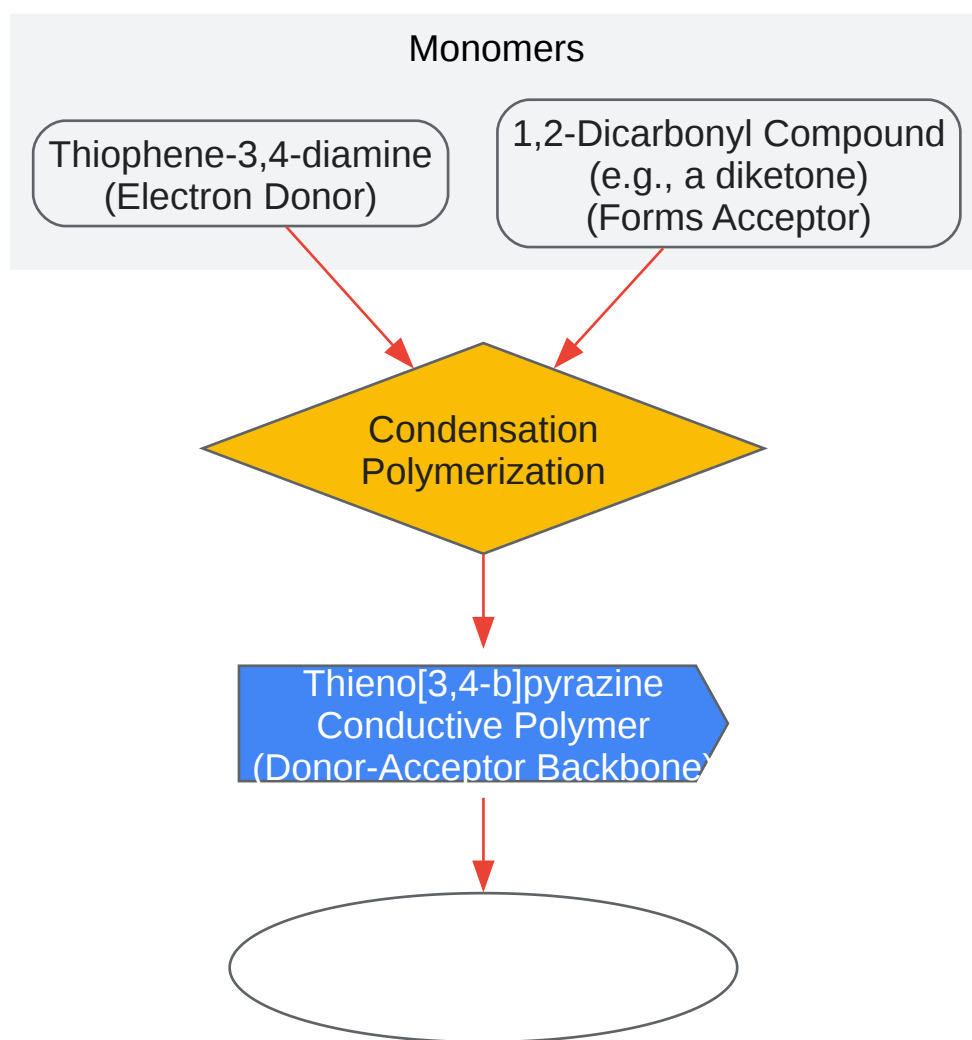 Monomers
Thiophene-3,4-diamine
(Electron Donor)
1,2-Dicarbonyl Compound
(e.g., a diketone)
(Forms Acceptor)
Condensation
Polymerization
Thieno[3,4-b]pyrazine
Conductive Polymer
(Donor-Acceptor Backbone)